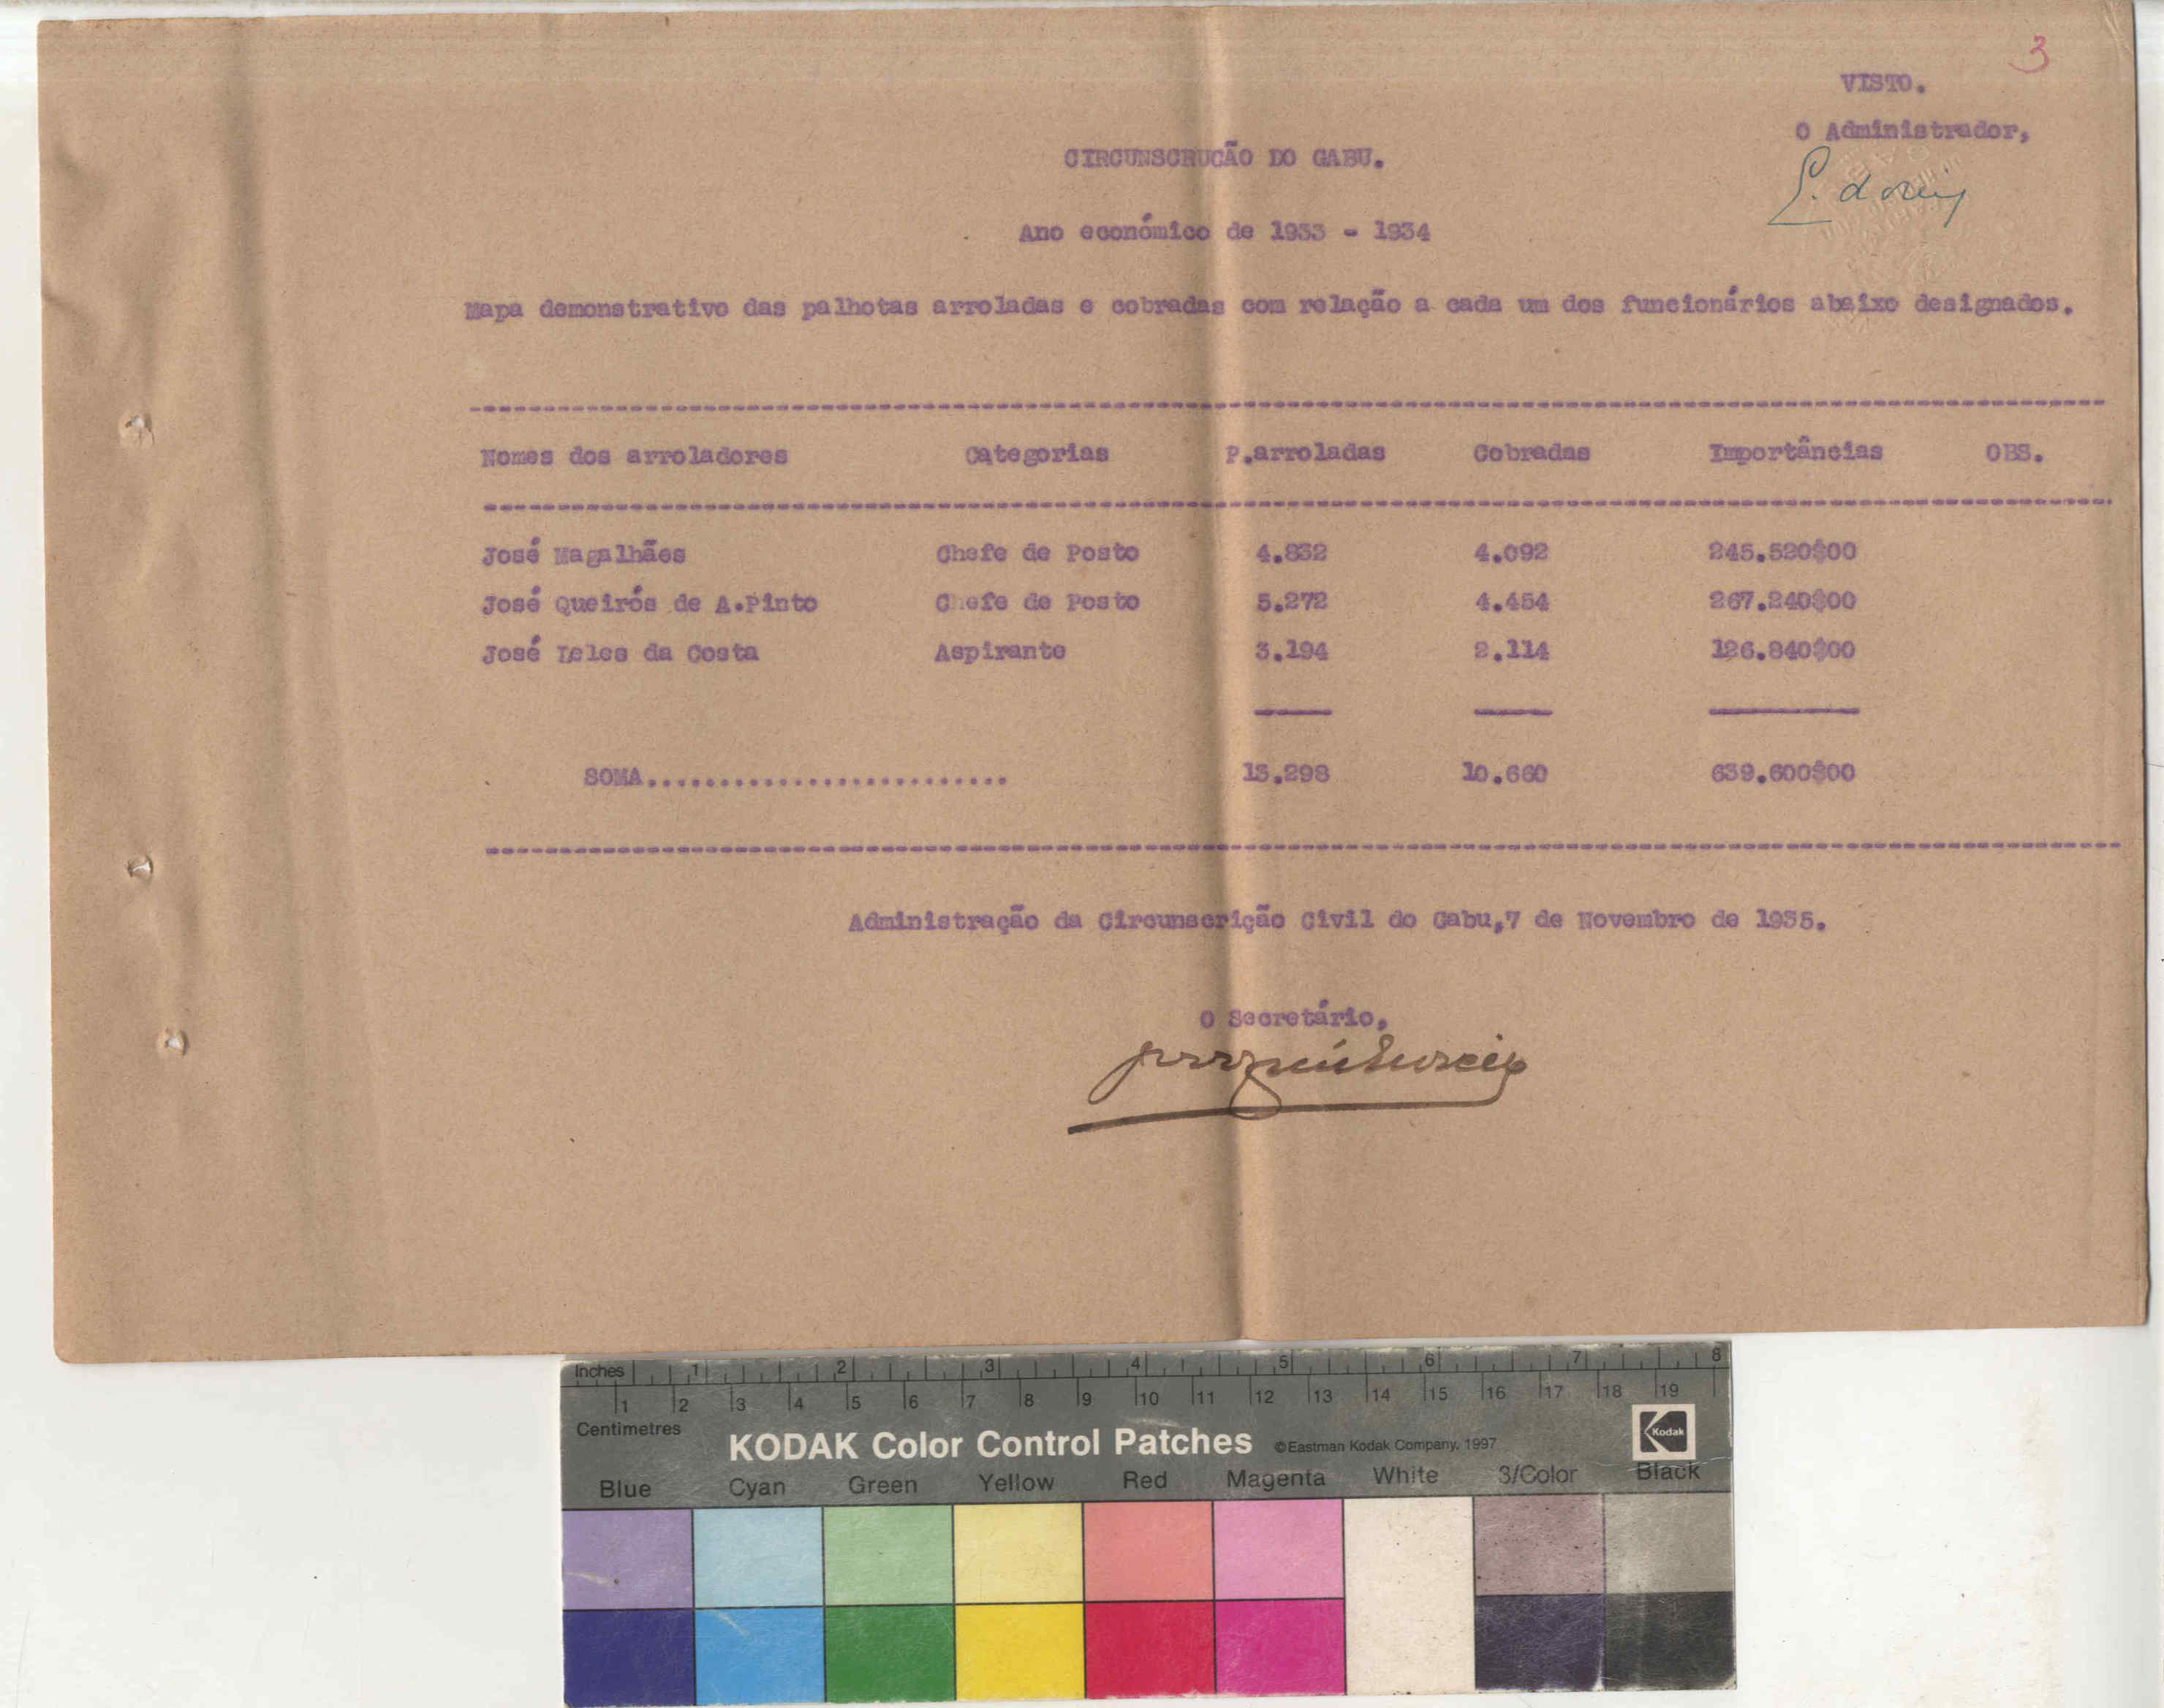 3
VISTO.
O Administrador,
CIRCUNSCRUCÃO DO GABU.
Ano económico de 1933 - 1934
Mapa demonstrativo das palhotas arroladas e cobradas com relação a cada um dos funcionários abaixo designados.
Nomes dos arroladores Categorias P.arroladas Cobradas Importâncias OBS.
José Magalhães Chefe de Posto 4.832 4.092 245.520$00
José Queirós de A.Pinto Chefe de Posto 5.272 4.454 267.240$00
José Teles da Costa Aspirante 3.194 2.114 126.840$00
SOMA.......................... 13.298 10.660 639.600$00
Administração da Circunscrição Civil do Gabu,7 de Novembro de 1935.
O Secretário,
Inches 1 2 3 4 5 6 7 8
1 2 3 4 5 6 7 8 9 10 11 12 13 14 15 16 17 18 19
Centimetres
KODAK Color Control Patches ©Eastman Kodak Company, 1997 Kodak
Blue Cyan Green Yellow Red Magenta White 3/Color Black